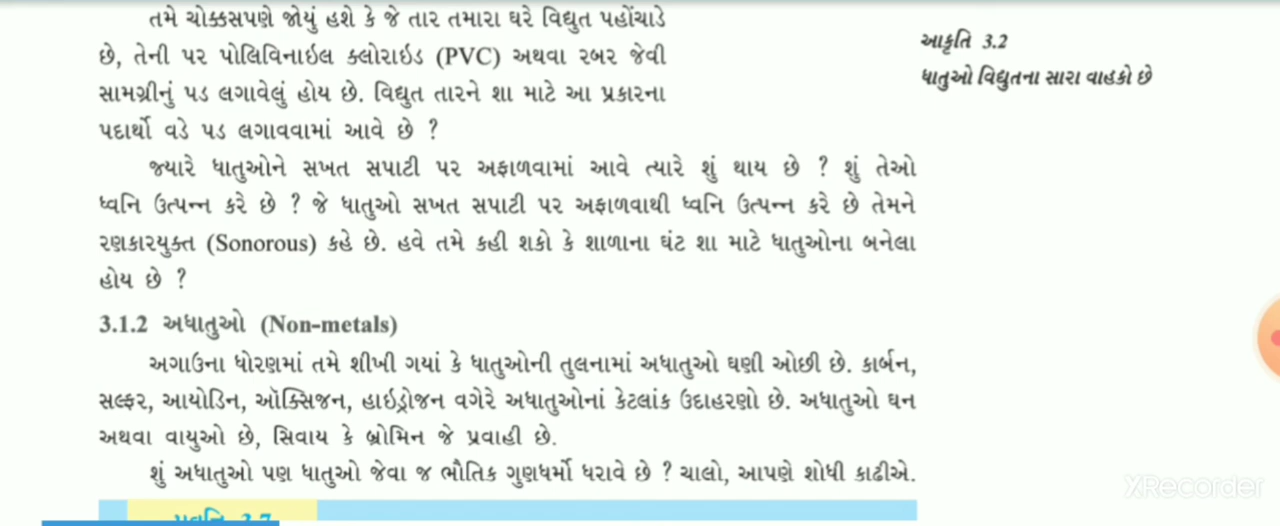 તમે ચોક્કસપણે જોયું હશે કે જે તાર તમારા ઘરે વિદ્યુત પહોંચાડે
છે, તેની પર પોલિવિનાઇલ ક્લોરાઇડ (PVC) અથવા રબર જેવી
સામગ્રીનું પડ લગાવેલું હોય છે. વિદ્યુત તારને શા માટે આ પ્રકારના
પદાર્થો વડે પડ લગાવવામાં આવે છે ?
આકૃતિ 3.2
ધાતુઓ વિદ્યુતના સારા વાહકો છે
જ્યારે ધાતુઓને સખત સપાટી પર અફાળવામાં આવે ત્યારે શું થાય છે ? શું તેઓ
ધ્વનિ ઉત્પન્ન કરે છે ? જે ધાતુઓ સખત સપાટી પર અફાળવાથી ધ્વનિ ઉત્પન્ન કરે છે તેમને
રણકારયુક્ત (Sonorous) કહે છે. હવે તમે કહી શકો કે શાળાના ઘંટ શા માટે ધાતુઓના બનેલા
હોય છે ?
3.1.2 અધાતુઓ (Non-metals)
અગાઉના ધોરણમાં તમે શીખી ગયાં કે ધાતુઓની તુલનામાં અધાતુઓ ઘણી ઓછી છે. કાર્બન,
સલ્ફર, આયોડિન, ઑક્સિજન, હાઇડ્રોજન વગેરે અધાતુઓનાં કેટલાંક ઉદાહરણો છે. અધાતુઓ ઘન
અથવા વાયુઓ છે, સિવાય કે બ્રોમિન જે પ્રવાહી છે.
શું અધાતુઓ પણ ધાતુઓ જેવા જ ભૌતિક ગુણધર્મો ધરાવે છે ? ચાલો, આપણે શોધી કાઢીએ.
XRecorder